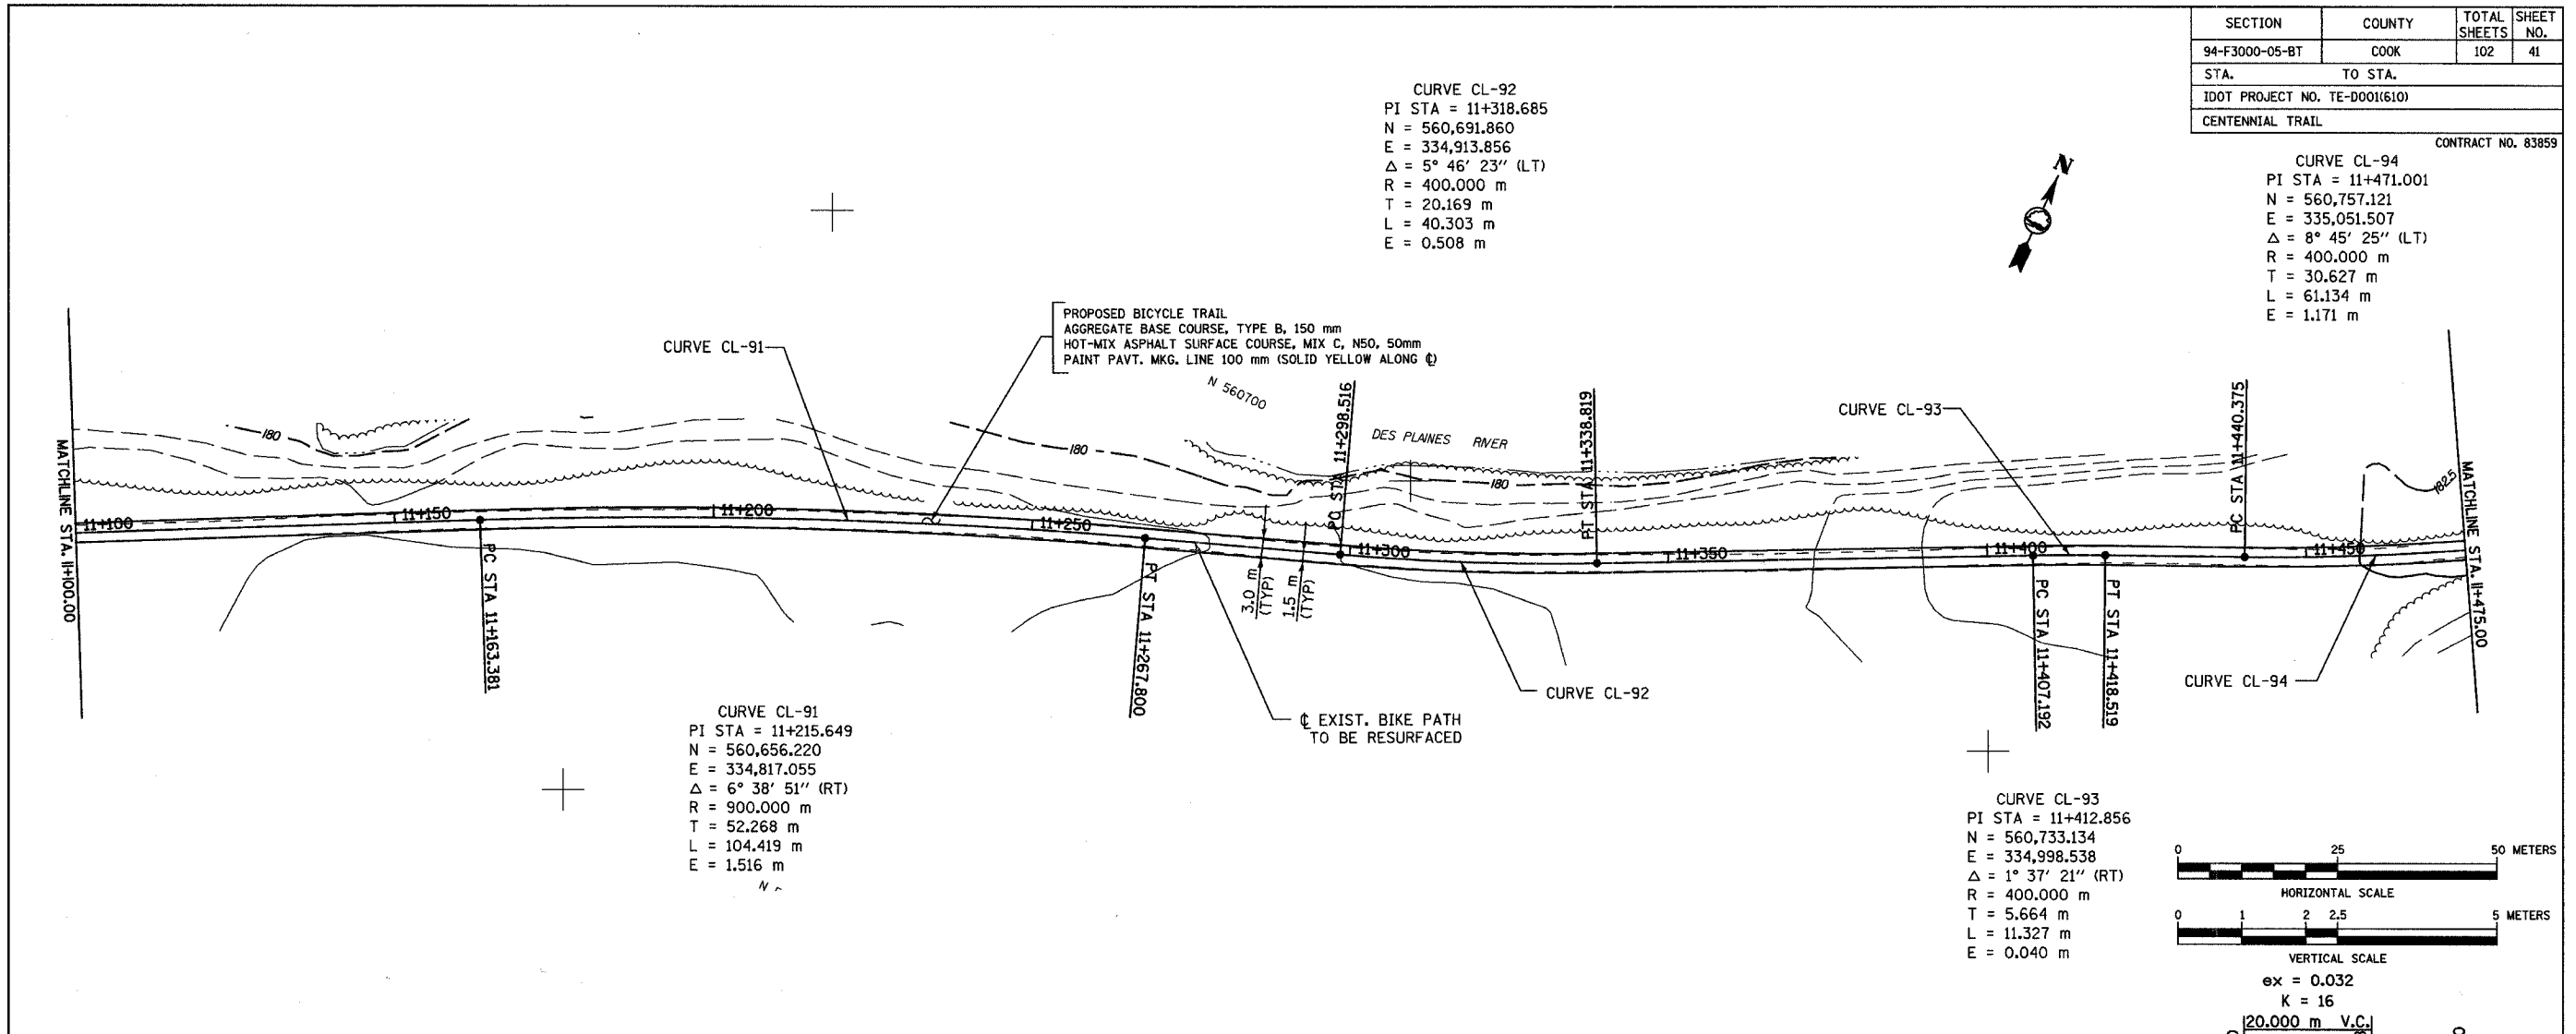 SECTION COUNTY TOTAL SHEETS SHEET NO.
94-F3000-05-BT COOK 102 41
STA. TO STA.
IDOT PROJECT NO. TE-D001(610)
CENTENNIAL TRAIL
CONTRACT NO. 83859
CURVE CL-92
PI STA = 11+318.685
N = 560,691.860
E = 334,913.856
Δ = 5° 46' 23" (LT)
R = 400.000 m
T = 20.169 m
L = 40.303 m
E = 0.508 m
N
CURVE CL-94
PI STA = 11+471.001
N = 560,757.121
E = 335,051.507
Δ = 8° 45' 25" (LT)
R = 400.000 m
T = 30.627 m
L = 61.134 m
E = 1.171 m
PROPOSED BICYCLE TRAIL
AGGREGATE BASE COURSE, TYPE B, 150 mm
HOT-MIX ASPHALT SURFACE COURSE, MIX C, N50, 50mm
PAINT PAVT. MKG. LINE 100 mm (SOLID YELLOW ALONG ℄)
CURVE CL-91
N 560700
CURVE CL-93
DES PLAINES RIVER
180
180
180
182.5
MATCHLINE STA. 11+100.00
PC STA 11+298.516
PT STA 11+338.819
PC STA 11+440.375
MATCHLINE STA. 11+475.00
11+100
11+150
11+200
11+250
11+300
11+350
11+400
11+450
PC STA 11+163.381
PT STA 11+267.800
3.0 m
(TYP)
1.5 m
(TYP)
PC STA 11+407.192
PT STA 11+418.519
CURVE CL-92
CURVE CL-94
℄ EXIST. BIKE PATH
TO BE RESURFACED
CURVE CL-91
PI STA = 11+215.649
N = 560,656.220
E = 334,817.055
Δ = 6° 38' 51" (RT)
R = 900.000 m
T = 52.268 m
L = 104.419 m
E = 1.516 m
N
CURVE CL-93
PI STA = 11+412.856
N = 560,733.134
E = 334,998.538
Δ = 1° 37' 21" (RT)
R = 400.000 m
T = 5.664 m
L = 11.327 m
E = 0.040 m
0 25 50 METERS
HORIZONTAL SCALE
0 1 2 2.5 5 METERS
VERTICAL SCALE
ex = 0.032
K = 16
20.000 m V.C.